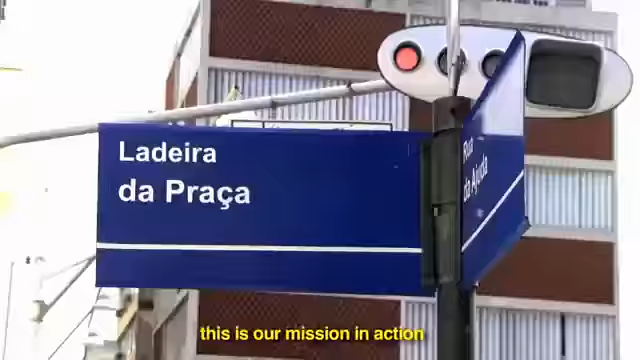 Ladeira
da Praça
Rua
da Ajuda
this is our mission in action